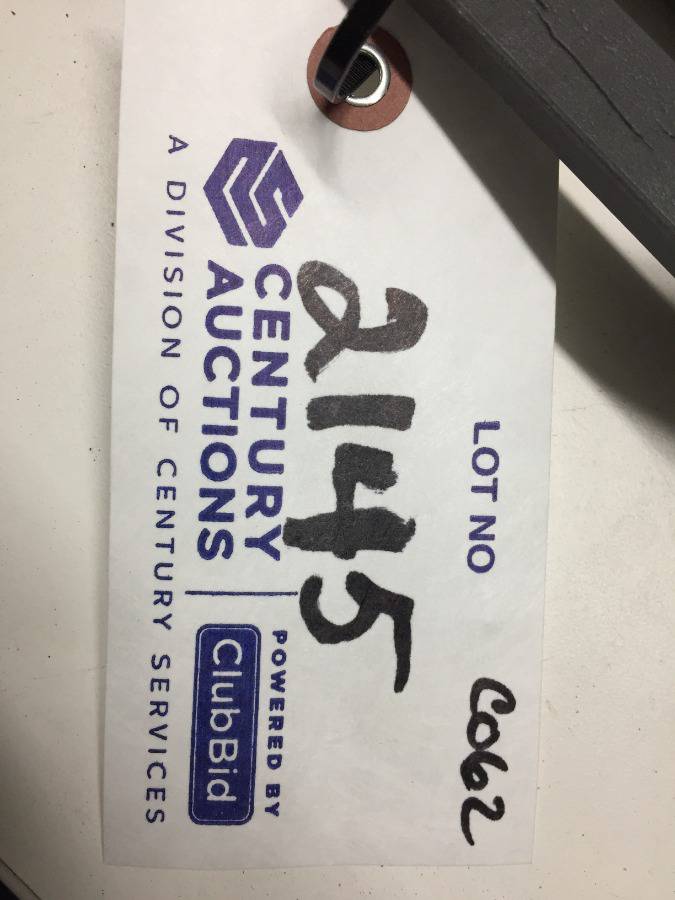 LOT NO
C062
2145
CENTURY
AUCTIONS
POWERED BY
ClubBid
A DIVISION OF CENTURY SERVICES